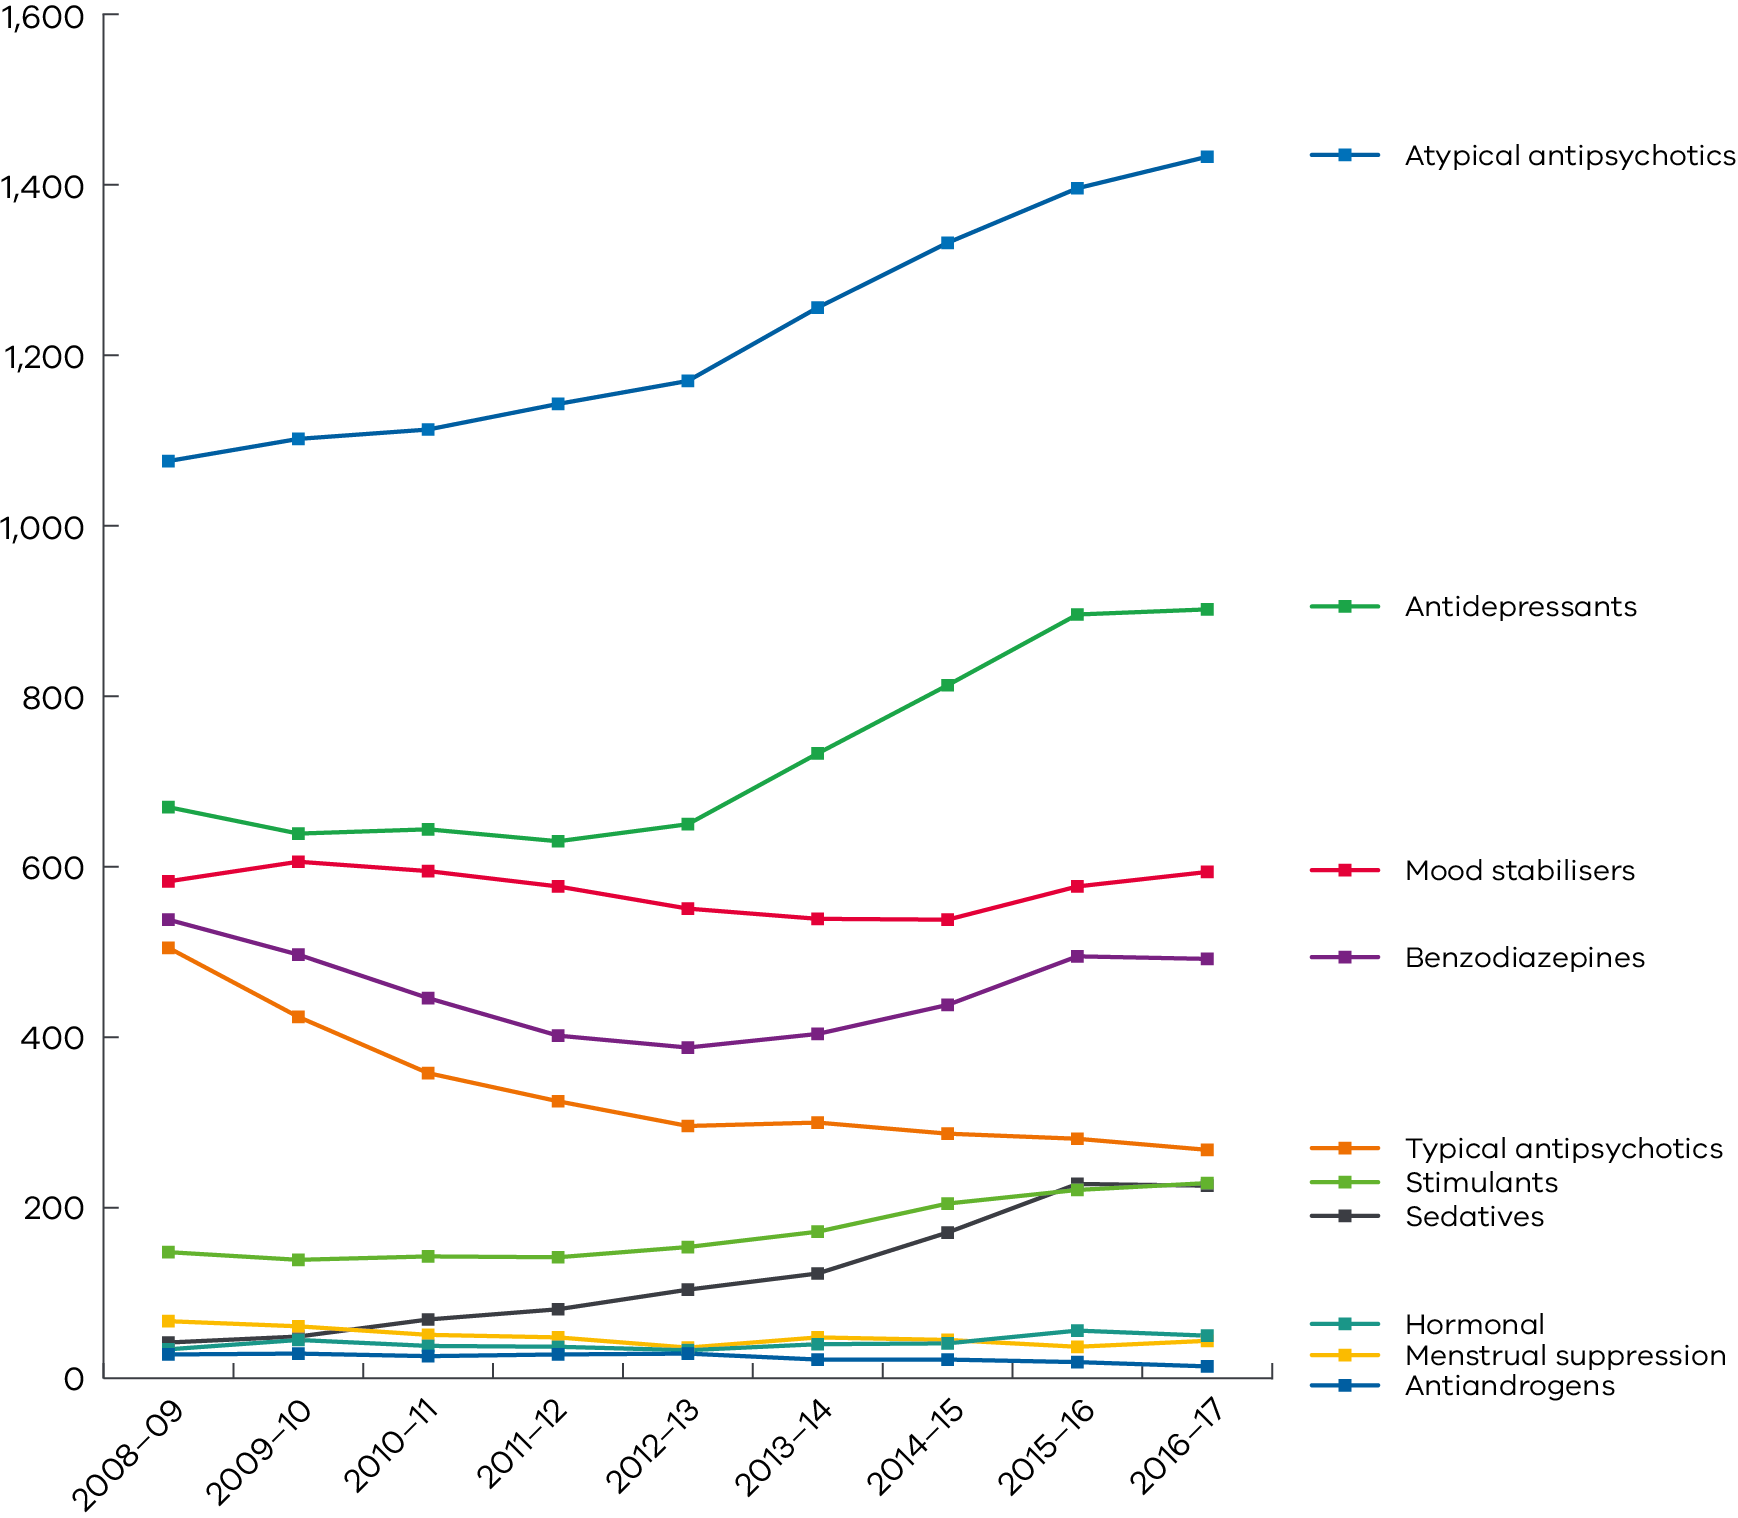 1,600
1,400
1,200
1,000
800
600
400
200
0
2008–09
2009–10
2010–11
2011–12
2012–13
2013–14
2014–15
2015–16
2016–17
Atypical antipsychotics
Antidepressants
Mood stabilisers
Benzodiazepines
Typical antipsychotics
Stimulants
Sedatives
Hormonal
Menstrual suppression
Antiandrogens